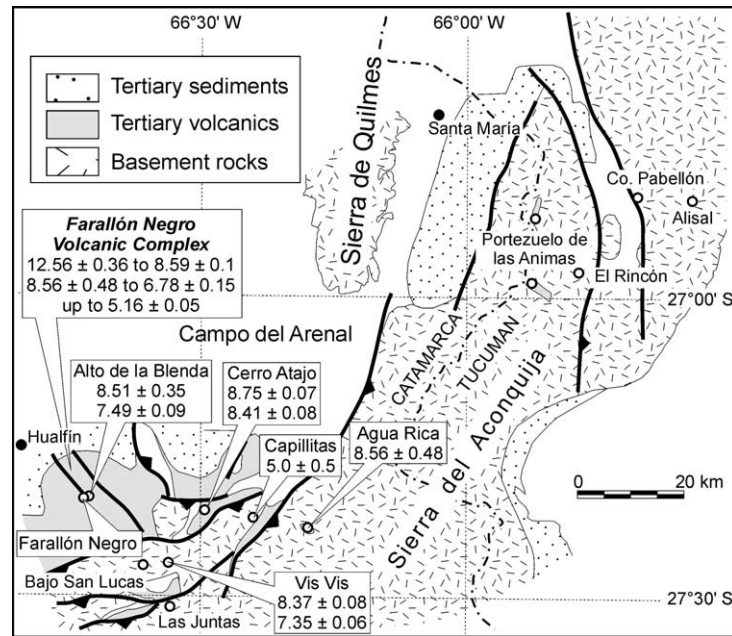 66°30' W
66°00' W
Tertiary sediments
Tertiary volcanics
Basement rocks
Farallón Negro
Volcanic Complex
12.56 ± 0.36 to 8.59 ± 0.1
8.56 ± 0.48 to 6.78 ± 0.15
up to 5.16 ± 0.05
Sierra de Quilmes
Santa María
Co. Pabellón
Alisal
Portezuelo de
las Animas
El Rincón
27°00' S
Campo del Arenal
CATAMARCA
TUCUMAN
Sierra del Aconquija
Alto de la Blenda
8.51 ± 0.35
7.49 ± 0.09
Cerro Atajo
8.75 ± 0.07
8.41 ± 0.08
Hualfín
Capillitas
5.0 ± 0.5
Agua Rica
8.56 ± 0.48
0 20 km
Farallón Negro
Bajo San Lucas
Vis Vis
8.37 ± 0.08
7.35 ± 0.06
Las Juntas
27°30' S